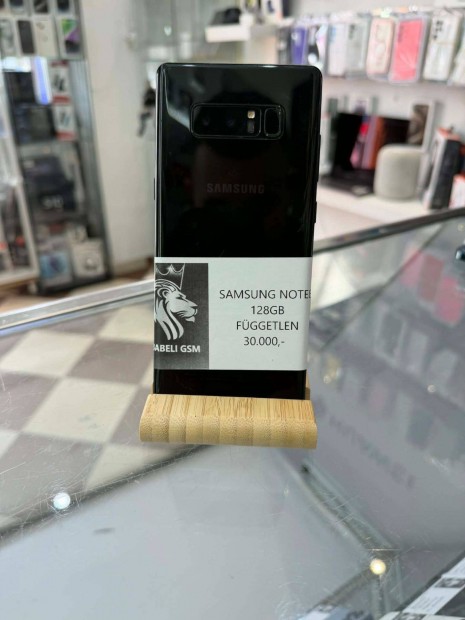 SAMSUNG
SAMSUNG NOTE
128GB
FÜGGETLEN
30.000,-
ABELI GSM